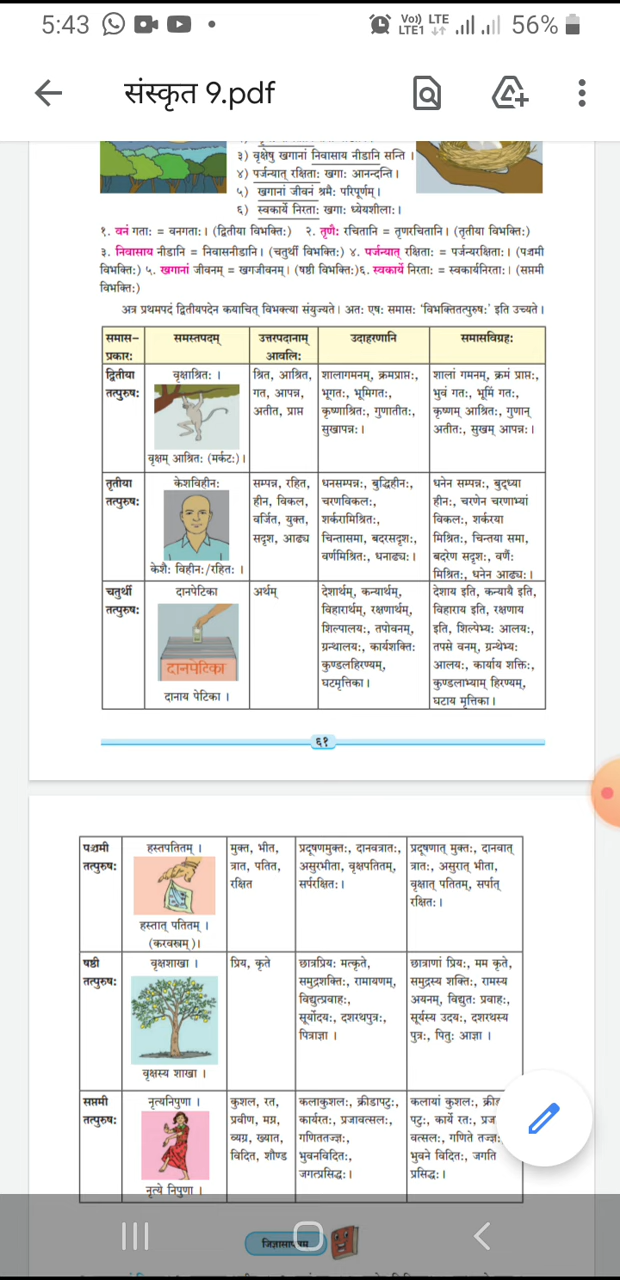 5:43
Vo)) LTE
LTE1
56%
संस्कृत 9.pdf
३) वृक्षेषु खगानां निवासाय नीडानि सन्ति ।
४) पर्जन्यात् रक्षिता: खगा: आनन्दन्ति ।
५) खगानां जीवनं श्रमै: परिपूर्णम् ।
६) स्वकार्ये निरता: खगा: ध्येयशीला: ।
१. वनं गता: = वनगता: । (द्वितीया विभक्ति:) २. तृणै: रचितानि = तृणरचितानि । (तृतीया विभक्ति:)
३. निवासाय नीडानि = निवासनीडानि । (चतुर्थी विभक्ति:) ४. पर्जन्यात् रक्षिता: = पर्जन्यरक्षिता: । (पञ्चमी
विभक्ति:) ५. खगानां जीवनम् = खगजीवनम् । (षष्ठी विभक्ति:)६. स्वकार्ये निरता: = स्वकार्यनिरता: । (सप्तमी
विभक्ति:)
अत्र प्रथमपदं द्वितीयपदेन कयाचित् विभक्त्या संयुज्यते। अत: एष: समास: 'विभक्तितत्पुरुष:' इति उच्यते ।
समास–
प्रकार:
समस्तपदम्
उत्तरपदानाम्
आवलि:
उदाहरणानि
समासविग्रह:
द्वितीया
तत्पुरुष:
वृक्षाश्रित: ।
वृक्षम् आश्रित: (मर्कट:) ।
श्रित, आश्रित,
गत, आपन्न,
अतीत, प्राप्त
शालागमनम्, क्रमप्राप्त:,
भूगत:, भूमिगत:,
कृष्णाश्रित:, गुणातीत:,
सुखापन्न: ।
शालां गमनम्, क्रमं प्राप्त:,
भुवं गत:, भूमिं गत:,
कृष्णम् आश्रित:, गुणान्
अतीत:, सुखम् आपन्न: ।
तृतीया
तत्पुरुष:
केशविहीन:
केशै: विहीन:/रहित: ।
सम्पन्न, रहित,
हीन, विकल,
वर्जित, युक्त,
सदृश, आढ्य
धनसम्पन्न:, बुद्धिहीन:,
चरणविकल:,
शर्करामिश्रित:,
चिन्तासमा, बदरसदृश:,
वर्णमिश्रित:, धनाढ्य: ।
धनेन सम्पन्न:, बुद्ध्या
हीन:, चरणेन चरणाभ्यां
विकल:, शर्करया
मिश्रित:, चिन्तया समा,
बदरेण सदृश:, वर्णै:
मिश्रित:, धनेन आढ्य: ।
चतुर्थी
तत्पुरुष:
दानपेटिका
दानपेटिका
दानाय पेटिका ।
अर्थम्
देशार्थम्, कन्यार्थम्,
विहारार्थम्, रक्षणार्थम्,
शिल्पालय:, तपोवनम्,
ग्रन्थालय:, कार्यशक्ति:
कुण्डलहिरण्यम्,
घटमृत्तिका ।
देशाय इति, कन्यायै इति,
विहाराय इति, रक्षणाय
इति, शिल्पेभ्य: आलय:,
तपसे वनम्, ग्रन्थेभ्य:
आलय:, कार्याय शक्ति:,
कुण्डलाभ्याम् हिरण्यम्,
घटाय मृत्तिका ।
६१
पञ्चमी
तत्पुरुष:
हस्तपतितम् ।
हस्तात् पतितम् ।
(करवस्त्रम्)।
मुक्त, भीत,
त्रात, पतित,
रक्षित
प्रदूषणमुक्त:, दानवत्रात:,
असुरभीता, वृक्षपतितम्,
सर्परक्षित: ।
प्रदूषणात् मुक्त:, दानवात्
त्रात:, असुरात् भीता,
वृक्षात् पतितम्, सर्पात्
रक्षित: ।
षष्ठी
तत्पुरुष:
वृक्षशाखा ।
वृक्षस्य शाखा ।
प्रिय, कृते
छात्रप्रिय: मत्कृते,
समुद्रशक्ति:, रामायणम्,
विद्युत्प्रवाह:,
सूर्योदय:, दशरथपुत्र:,
पित्राज्ञा ।
छात्राणां प्रिय:, मम कृते,
समुद्रस्य शक्ति:, रामस्य
अयनम्, विद्युत: प्रवाह:,
सूर्यस्य उदय:, दशरथस्य
पुत्र:, पितु: आज्ञा ।
सप्तमी
तत्पुरुष:
नृत्यनिपुणा ।
नृत्ये निपुणा ।
कुशल, रत,
प्रवीण, मग्न,
व्यग्र, ख्यात,
विदित, शौण्ड
कलाकुशल:, क्रीडापटु:,
कार्यरत:, प्रजावत्सल:,
गणिततज्ज्ञ:,
भुवनविदित:,
जगत्प्रसिद्ध: ।
कलायां कुशल:,
पटु:, कार्ये रत:,
वत्सल:, गणिते तज्ज्ञ:
भुवने विदित:, जगति
प्रसिद्ध: ।